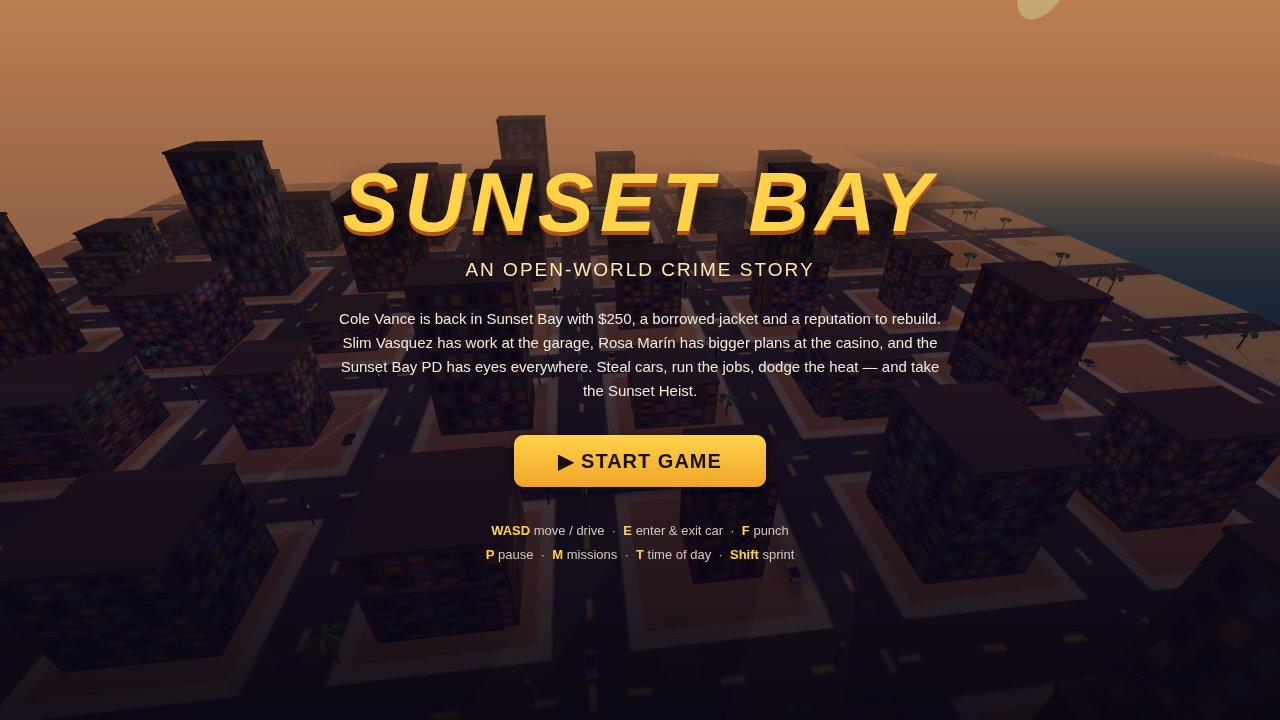 SUNSET BAY
AN OPEN-WORLD CRIME STORY
Cole Vance is back in Sunset Bay with $250, a borrowed jacket and a reputation to rebuild.
Slim Vasquez has work at the garage, Rosa Marín has bigger plans at the casino, and the
Sunset Bay PD has eyes everywhere. Steal cars, run the jobs, dodge the heat — and take
the Sunset Heist.
▶ START GAME
WASD move / drive · E enter & exit car · F punch
P pause · M missions · T time of day · Shift sprint